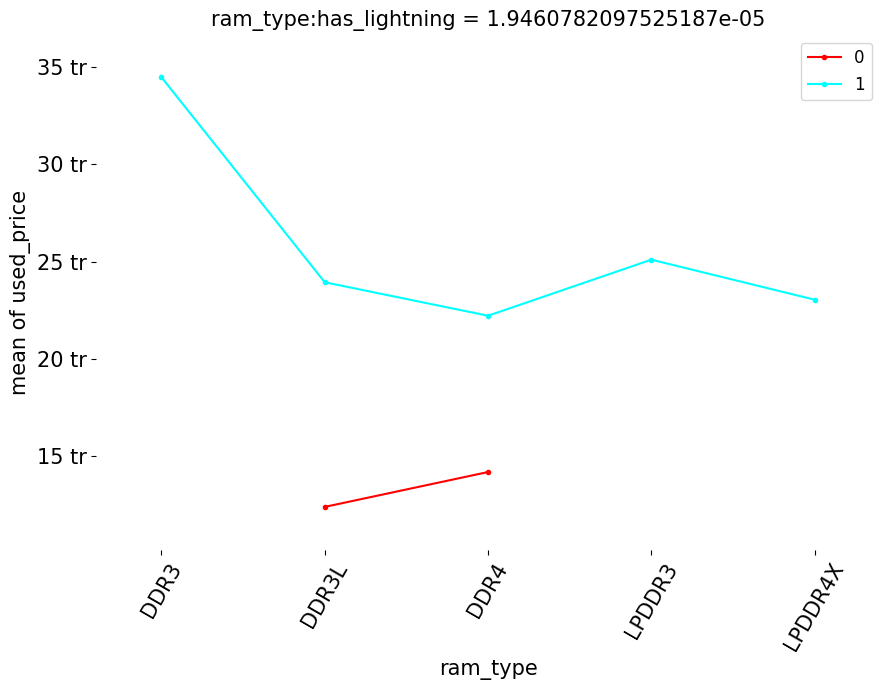 ram_type:has_lightning = 1.9460782097525187e-05
0
1
mean of used_price
35 tr
30 tr
25 tr
20 tr
15 tr
DDR3
DDR3L
DDR4
LPDDR3
LPDDR4X
ram_type